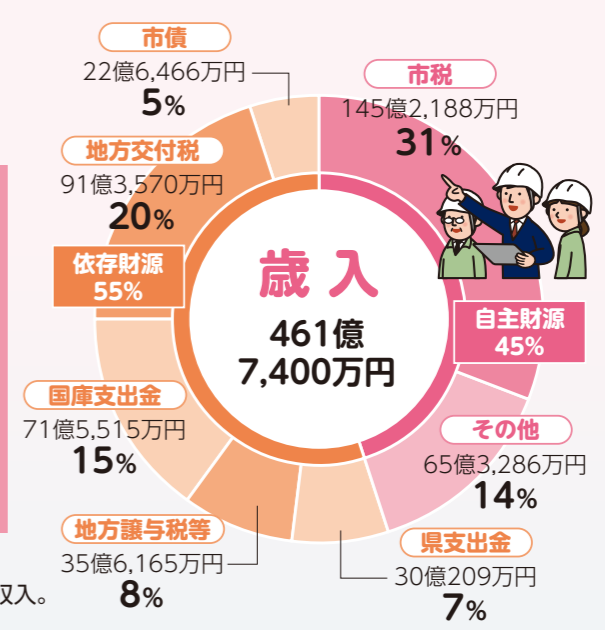 市債
22億6,466万円
5%
市税
145億2,188万円
31%
地方交付税
91億3,570万円
20%
依存財源
55%
歳入
461億
7,400万円
自主財源
45%
国庫支出金
71億5,515万円
15%
その他
65億3,286万円
14%
地方譲与税等
35億6,165万円
8%
県支出金
30億209万円
7%
収入。